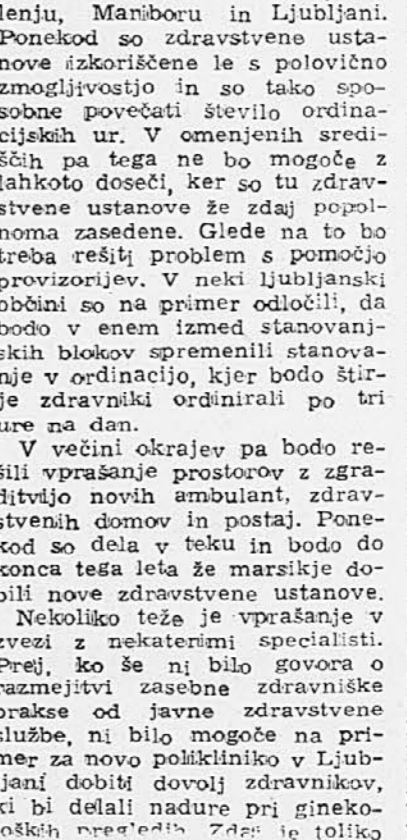 lenju, Mariboru in Ljubljani.
Ponekod so zdravstvene usta-
nove izkoriščene le s polovično
zmogljivostjo in so tako spo-
sobne povečati število ordina-
cijskih ur. V omenjenih sredi-
ščih pa tega ne bo mogoče z
lahkoto doseči, ker so tu zdrav-
stvene ustanove že zdaj popol-
noma zasedene. Glede na to bo
treba rešiti problem s pomočjo
provizorijev. V neki ljubljanski
občini so na primer odločili, da
bodo v enem izmed stanovanj-
skih blokov spremenili stanova-
nje v ordinacijo, kjer bodo štir-
je zdravniki ordinirali po tri
ure na dan.
V večini okrajev pa bodo re-
šili vprašanje prostorov z zgra-
ditvijo novih ambulant, zdrav-
stvenih domov in postaj. Pone-
kod so dela v teku in bodo do
konca tega leta že marsikje do-
bili nove zdravstvene ustanove.
Nekoliko teže je vprašanje v
zvezi z nekaterimi specialisti.
Prej, ko še ni bilo govora o
razmejitvi zasebne zdravniške
prakse od javne zdravstvene
službe, ni bilo mogoče na pri-
mer za novo polikliniko v Ljub-
ljani dobiti dovolj zdravnikov,
ki bi delali nadure pri gineko-
loških pregledih. Zdaj je toliko